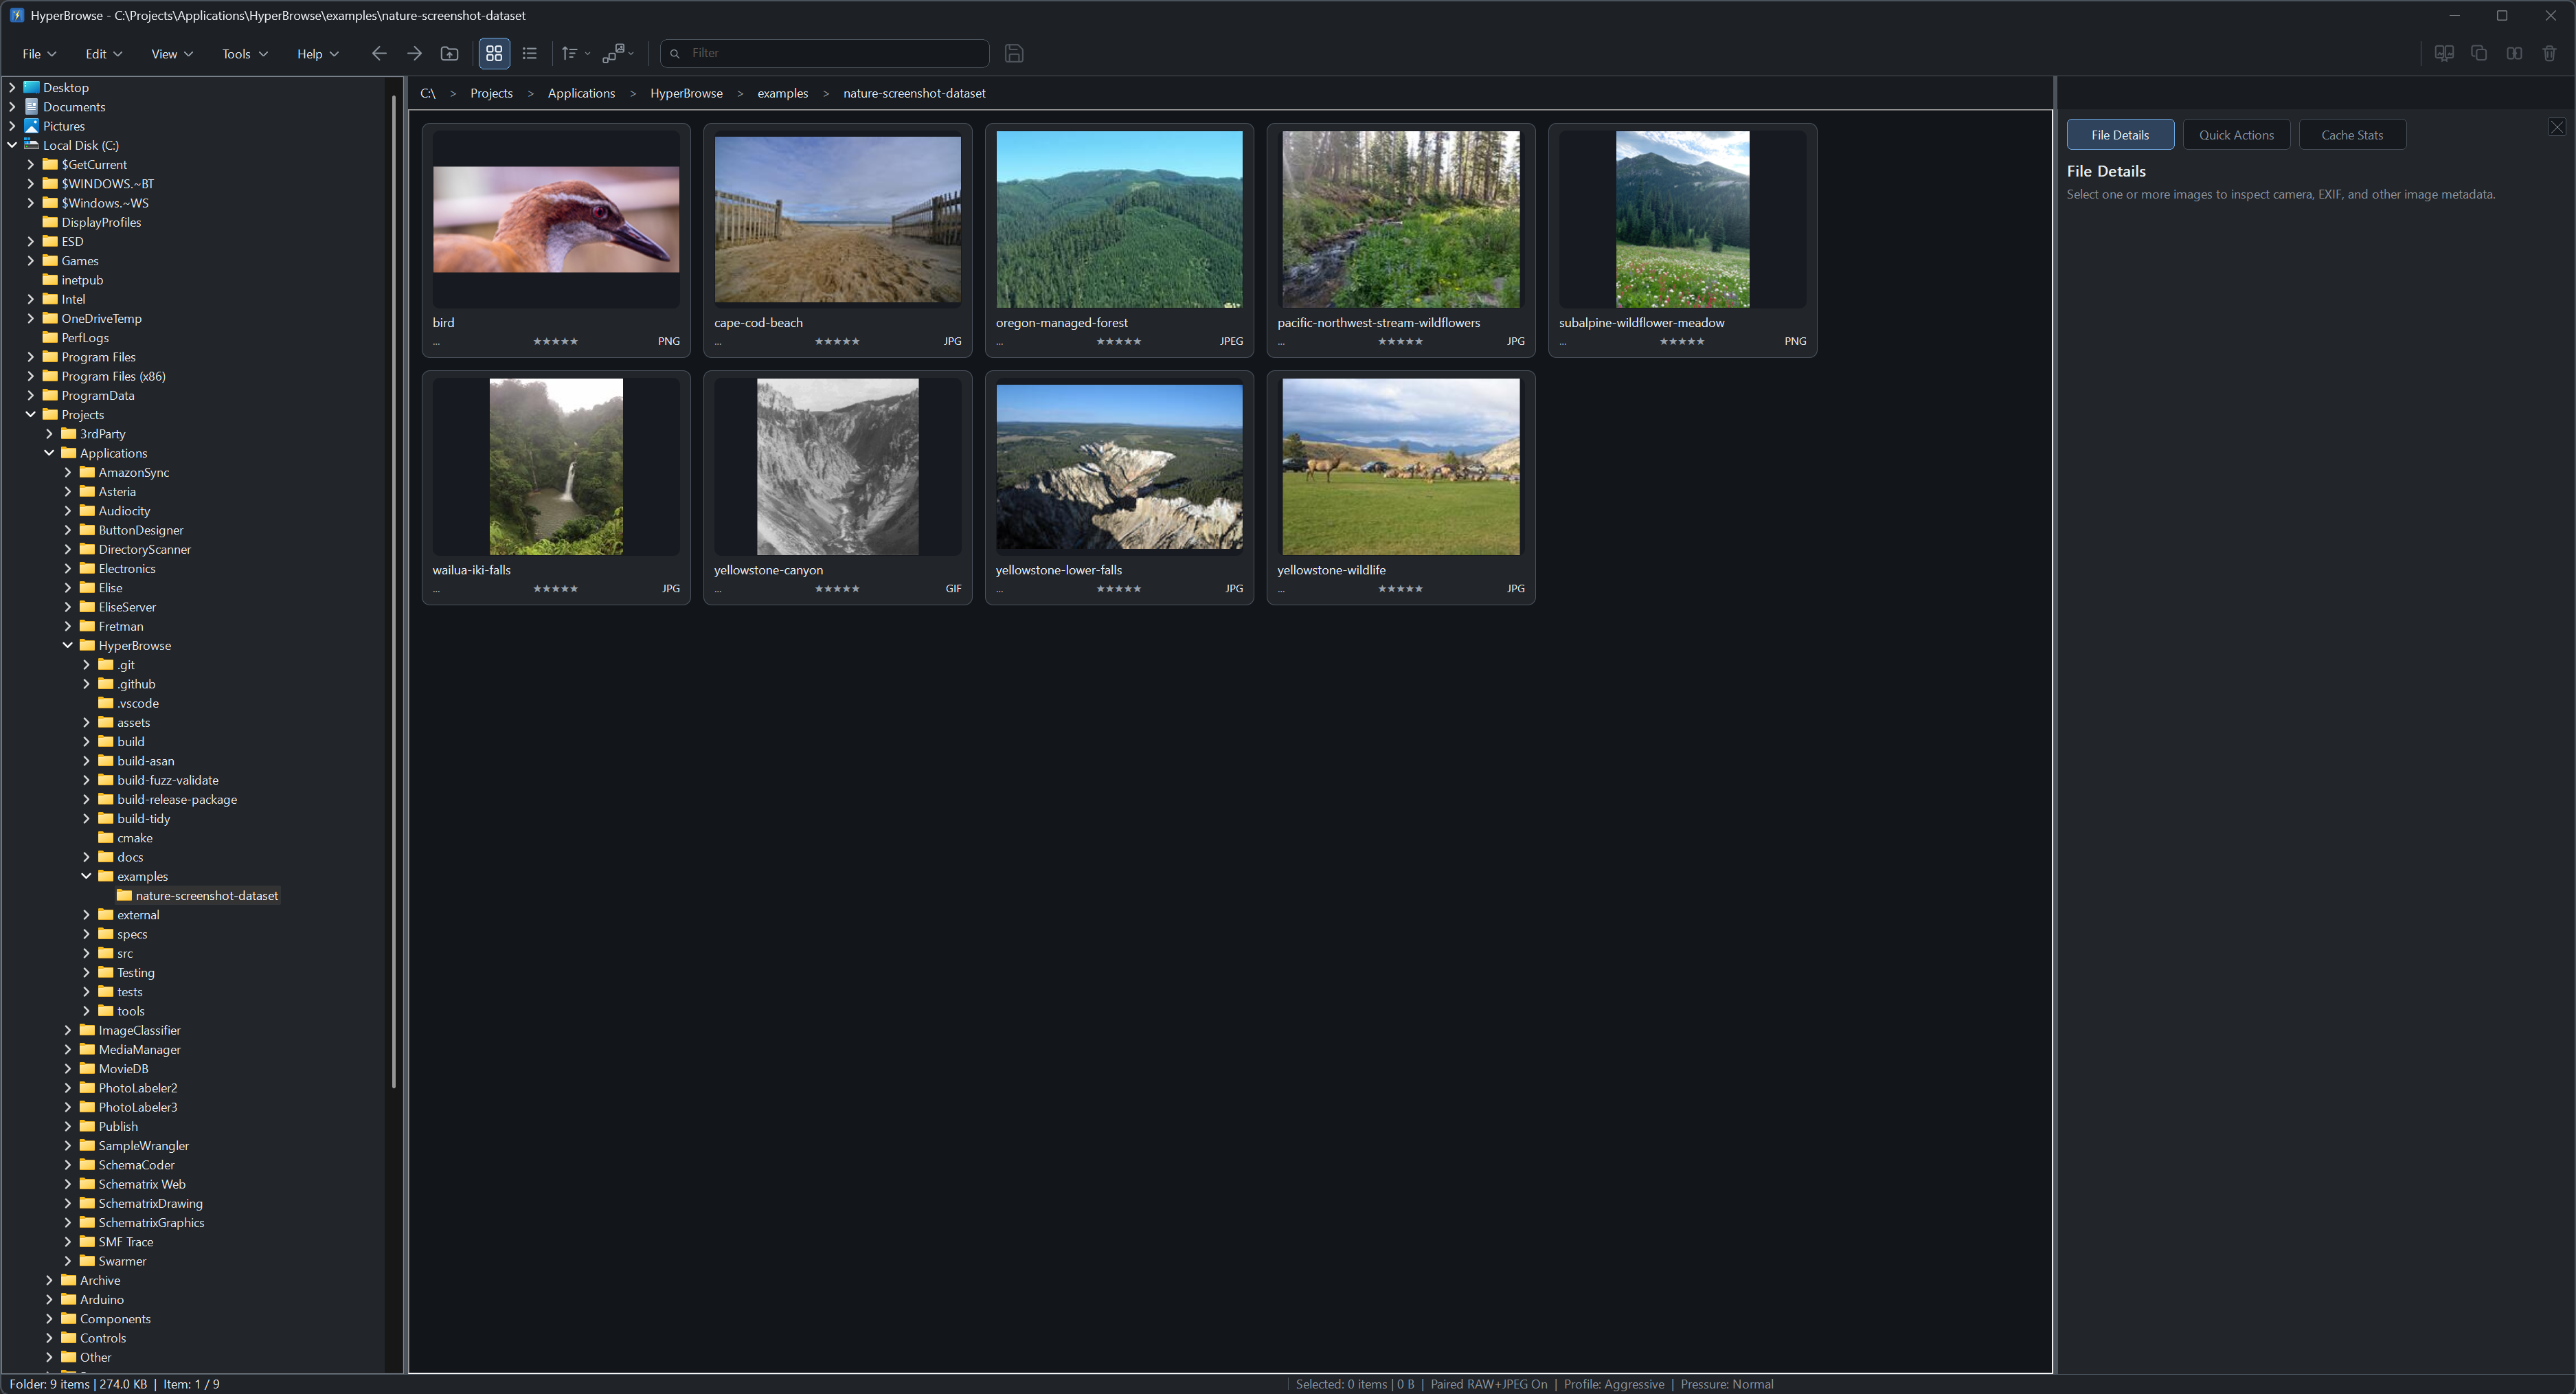 HyperBrowse - C:\Projects\Applications\HyperBrowse\examples\nature-screenshot-dataset
File Edit View Tools Help Filter
Desktop
Documents
Pictures
Local Disk (C:)
$GetCurrent
$WINDOWS.~BT
$Windows.~WS
DisplayProfiles
ESD
Games
inetpub
Intel
OneDriveTemp
PerfLogs
Program Files
Program Files (x86)
ProgramData
Projects
3rdParty
Applications
AmazonSync
Asteria
Audiocity
ButtonDesigner
DirectoryScanner
Electronics
Elise
EliseServer
Fretman
HyperBrowse
.git
.github
.vscode
assets
build
build-asan
build-fuzz-validate
build-release-package
build-tidy
cmake
docs
examples
nature-screenshot-dataset
external
specs
src
Testing
tests
tools
ImageClassifier
MediaManager
MovieDB
PhotoLabeler2
PhotoLabeler3
Publish
SampleWrangler
SchemaCoder
Schematrix Web
SchematrixDrawing
SchematrixGraphics
SMF Trace
Swarmer
Archive
Arduino
Components
Controls
Other
C:\ > Projects > Applications > HyperBrowse > examples > nature-screenshot-dataset
bird
... ★★★★★ PNG
cape-cod-beach
... ★★★★★ JPG
oregon-managed-forest
... ★★★★★ JPEG
pacific-northwest-stream-wildflowers
... ★★★★★ JPG
subalpine-wildflower-meadow
... ★★★★★ PNG
wailua-iki-falls
... ★★★★★ JPG
yellowstone-canyon
... ★★★★★ GIF
yellowstone-lower-falls
... ★★★★★ JPG
yellowstone-wildlife
... ★★★★★ JPG
File Details Quick Actions Cache Stats
File Details
Select one or more images to inspect camera, EXIF, and other image metadata.
Folder: 9 items | 274.0 KB | Item: 1 / 9
Selected: 0 items | 0 B | Paired RAW+JPEG On | Profile: Aggressive | Pressure: Normal